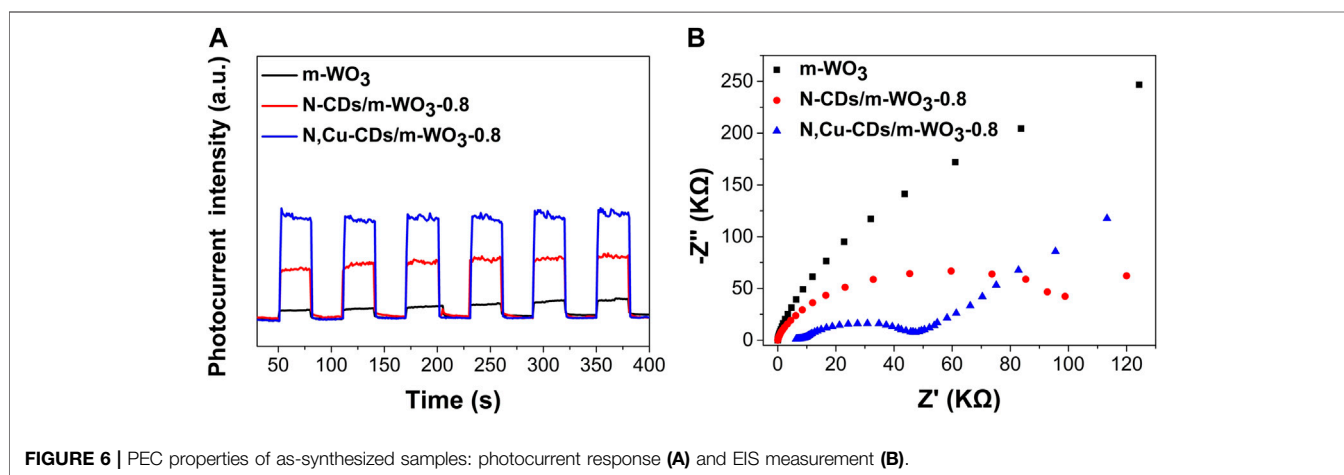 A
m-WO₃
N-CDs/m-WO₃-0.8
N,Cu-CDs/m-WO₃-0.8
Photocurrent intensity (a.u.)
50 100 150 200 250 300 350 400
Time (s)
B
m-WO₃
N-CDs/m-WO₃-0.8
N,Cu-CDs/m-WO₃-0.8
-Z'' (KΩ)
250
200
150
100
50
0
0 20 40 60 80 100 120
Z' (KΩ)
FIGURE 6 | PEC properties of as-synthesized samples: photocurrent response (A) and EIS measurement (B).